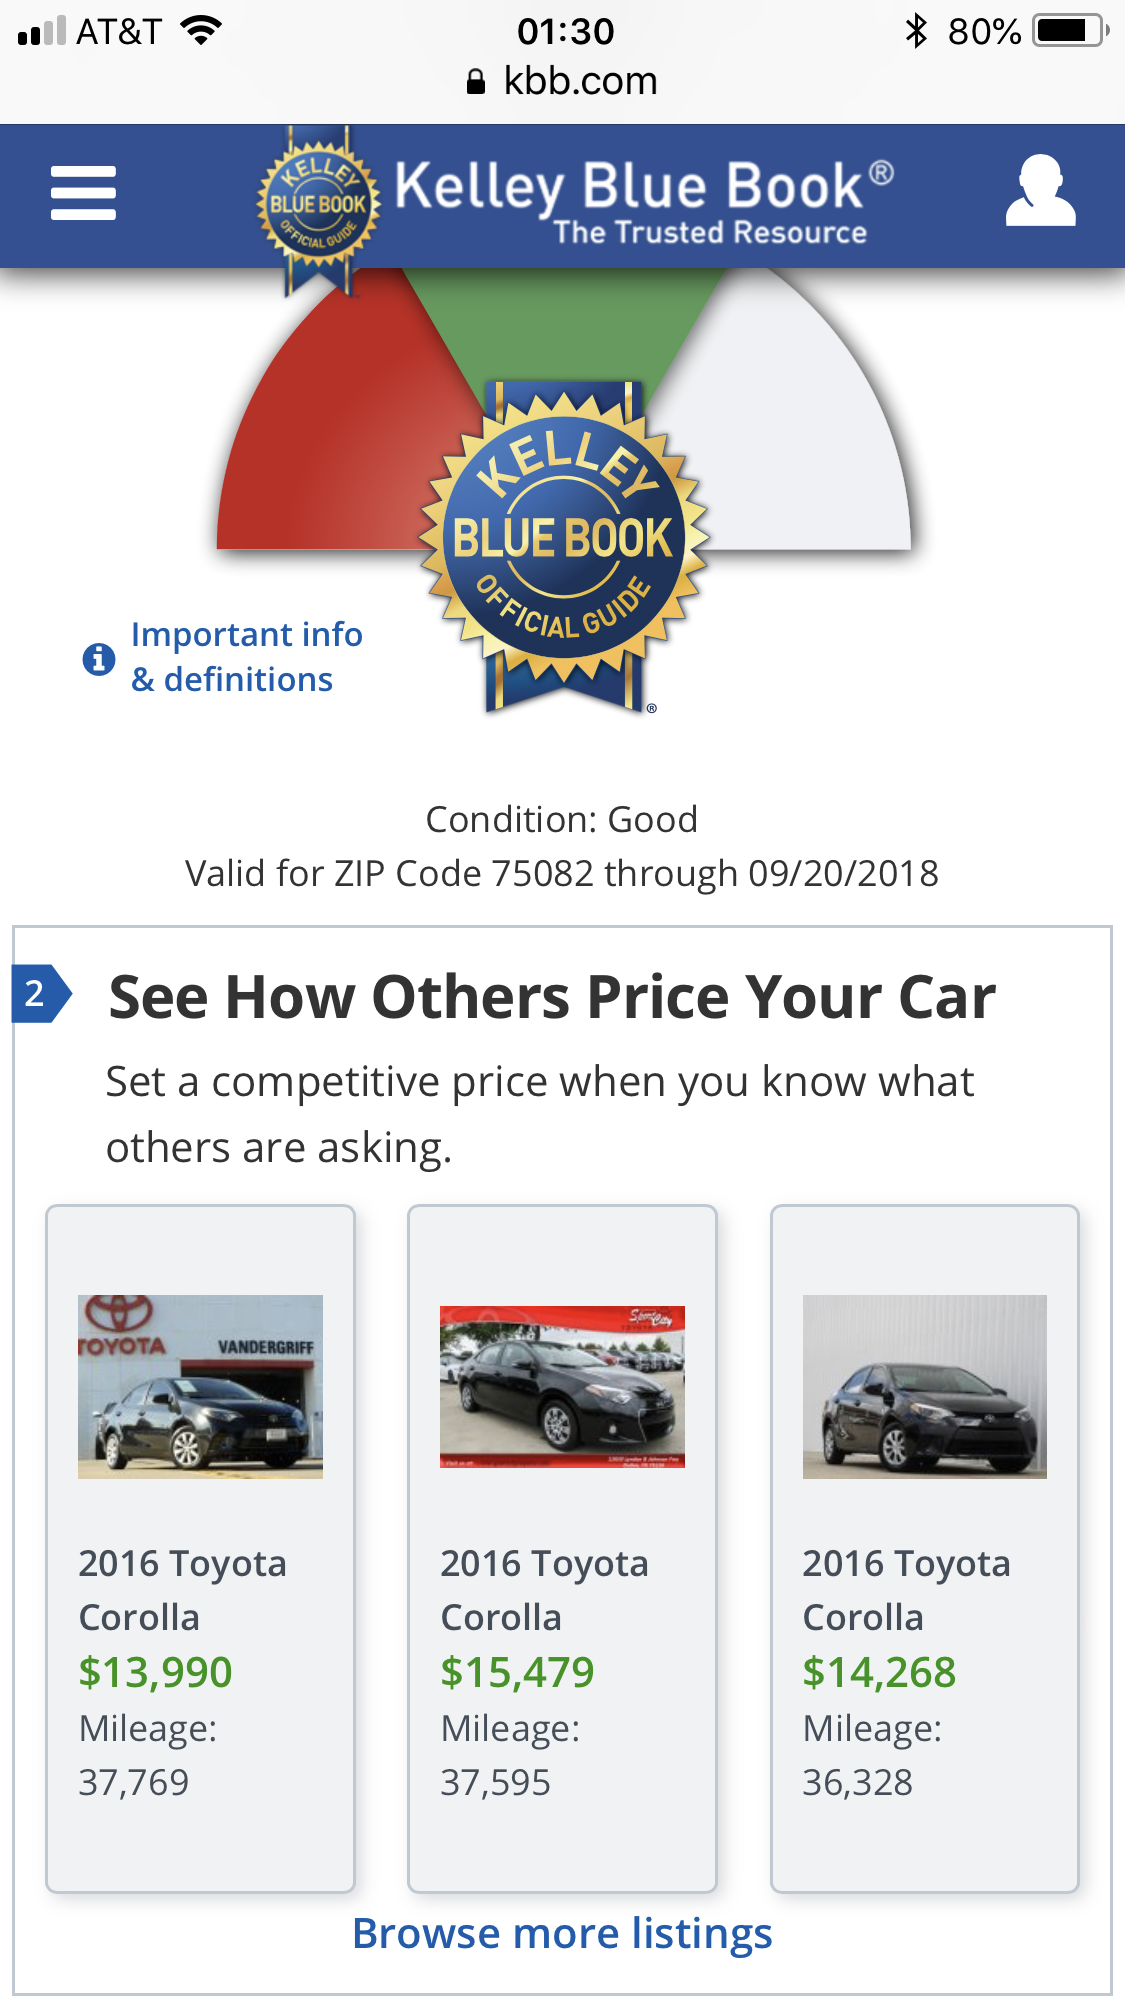 AT&T 01:30 80%
kbb.com
KELLEY
BLUE BOOK
OFFICIAL GUIDE
Kelley Blue Book®
The Trusted Resource
KELLEY
BLUE BOOK
OFFICIAL GUIDE
®
Important info
& definitions
Condition: Good
Valid for ZIP Code 75082 through 09/20/2018
2 See How Others Price Your Car
Set a competitive price when you know what
others are asking.
TOYOTA VANDERGRIFF
2016 Toyota
Corolla
$13,990
Mileage:
37,769
Sport City
TOYOTA
2016 Toyota
Corolla
$15,479
Mileage:
37,595
2016 Toyota
Corolla
$14,268
Mileage:
36,328
Browse more listings